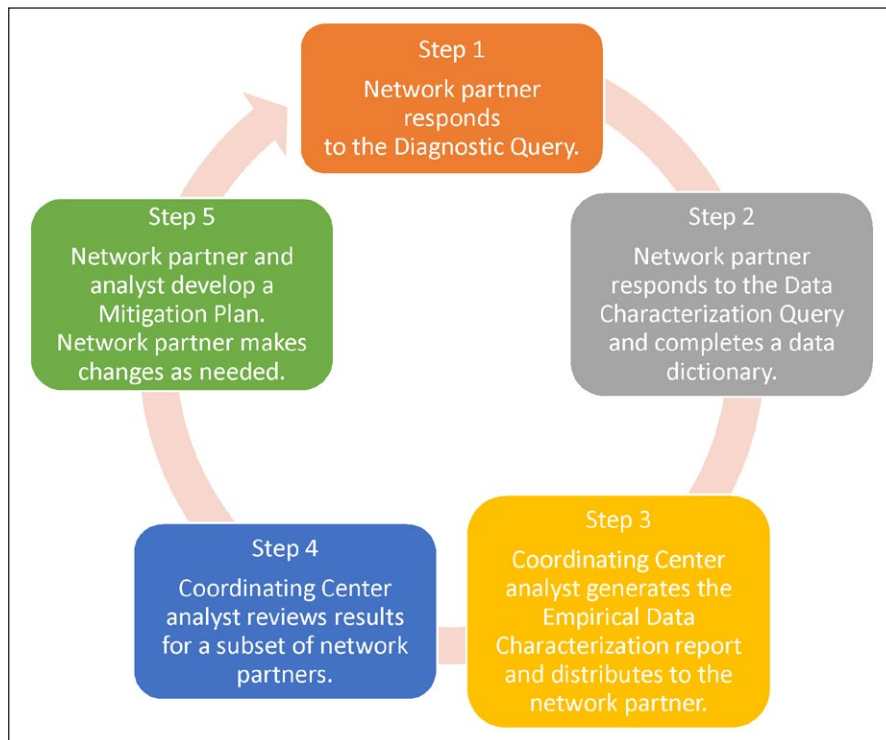 Step 1
Network partner
responds
to the Diagnostic Query.
Step 2
Network partner
responds to the Data
Characterization Query
and completes a data
dictionary.
Step 3
Coordinating Center
analyst generates the
Empirical Data
Characterization report
and distributes to the
network partner.
Step 4
Coordinating Center
analyst reviews results
for a subset of network
partners.
Step 5
Network partner and
analyst develop a
Mitigation Plan.
Network partner makes
changes as needed.